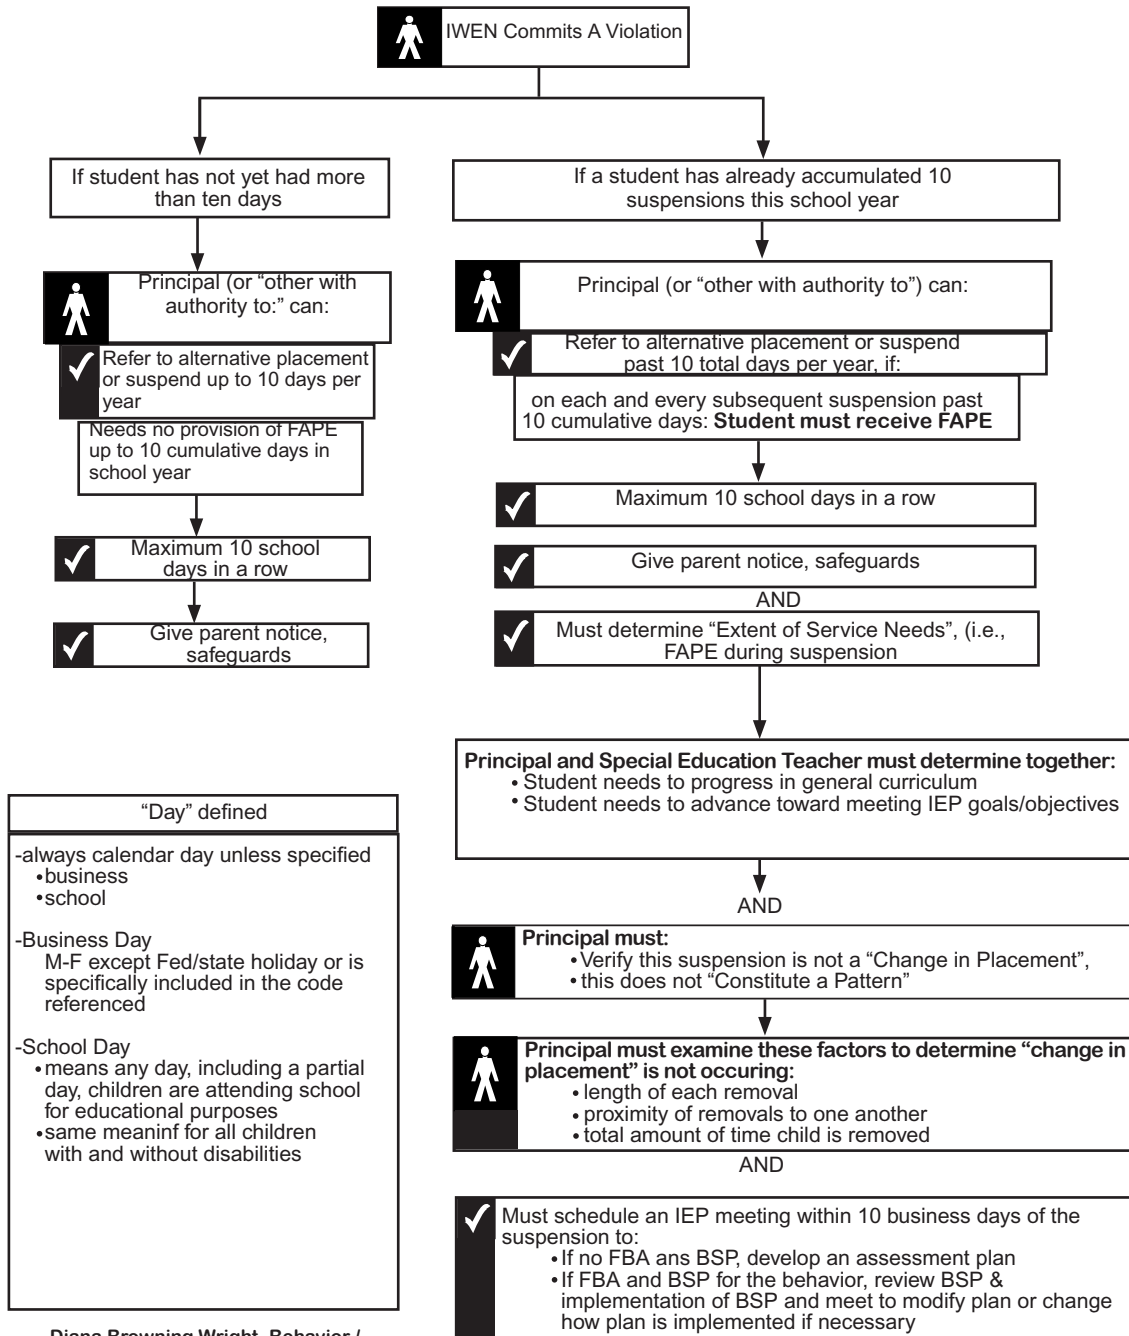 IWEN Commits A Violation
If student has not yet had more
than ten days
Principal (or “other with
authority to:” can:
Refer to alternative placement
or suspend up to 10 days per
year
Needs no provision of FAPE
up to 10 cumulative days in
school year
Maximum 10 school
days in a row
Give parent notice,
safeguards
If a student has already accumulated 10
suspensions this school year
Principal (or “other with authority to”) can:
Refer to alternative placement or suspend
past 10 total days per year, if:
on each and every subsequent suspension past
10 cumulative days: Student must receive FAPE
Maximum 10 school days in a row
Give parent notice, safeguards
AND
Must determine “Extent of Service Needs”, (i.e.,
FAPE during suspension
Principal and Special Education Teacher must determine together:
• Student needs to progress in general curriculum
• Student needs to advance toward meeting IEP goals/objectives
AND
Principal must:
•Verify this suspension is not a “Change in Placement”,
• this does not “Constitute a Pattern”
Principal must examine these factors to determine “change in
placement” is not occuring:
• length of each removal
• proximity of removals to one another
• total amount of time child is removed
AND
Must schedule an IEP meeting within 10 business days of the
suspension to:
•If no FBA ans BSP, develop an assessment plan
•If FBA and BSP for the behavior, review BSP &
implementation of BSP and meet to modify plan or change
how plan is implemented if necessary
“Day” defined
-always calendar day unless specified
•business
•school
-Business Day
M-F except Fed/state holiday or is
specifically included in the code
referenced
-School Day
• means any day, including a partial
day, children are attending school
for educational purposes
•same meaninf for all children
with and without disabilities
Diana Browning Wright, Behavior /